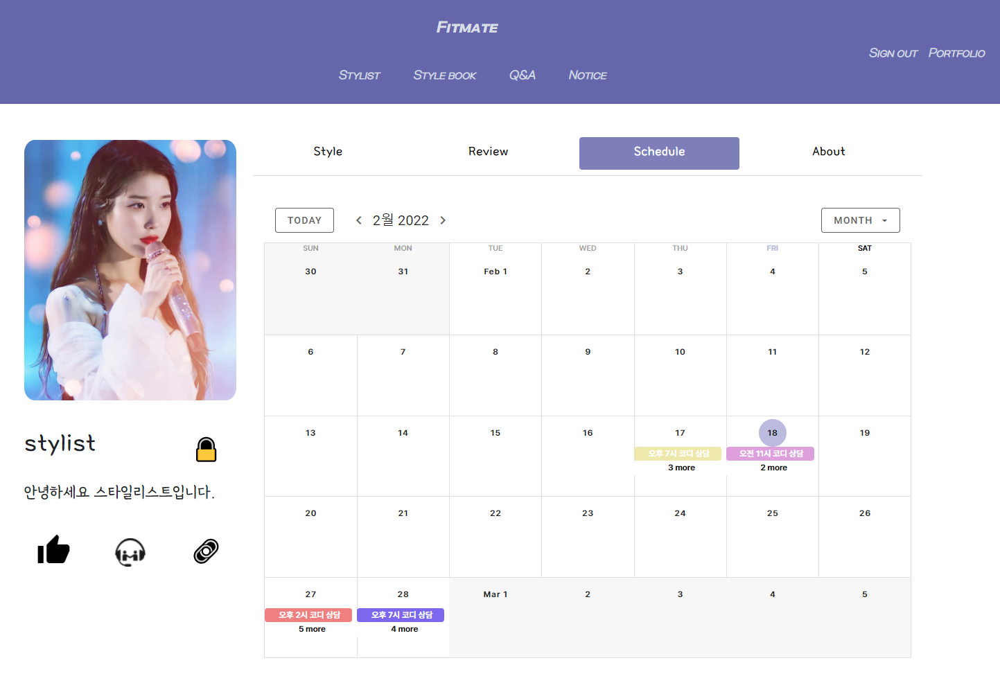 Fitmate
Sign out Portfolio
Stylist Style book Q&A Notice
Style Review Schedule About
TODAY 2월 2022 MONTH
SUN MON TUE WED THU FRI SAT
30 31 Feb 1 2 3 4 5
6 7 8 9 10 11 12
13 14 15 16 17 18 19
오후 7시 코디 상담 오전 11시 코디 상담
3 more 2 more
stylist
안녕하세요 스타일리스트입니다.
20 21 22 23 24 25 26
27 28 Mar 1 2 3 4 5
오후 2시 코디 상담 오후 7시 코디 상담
5 more 4 more